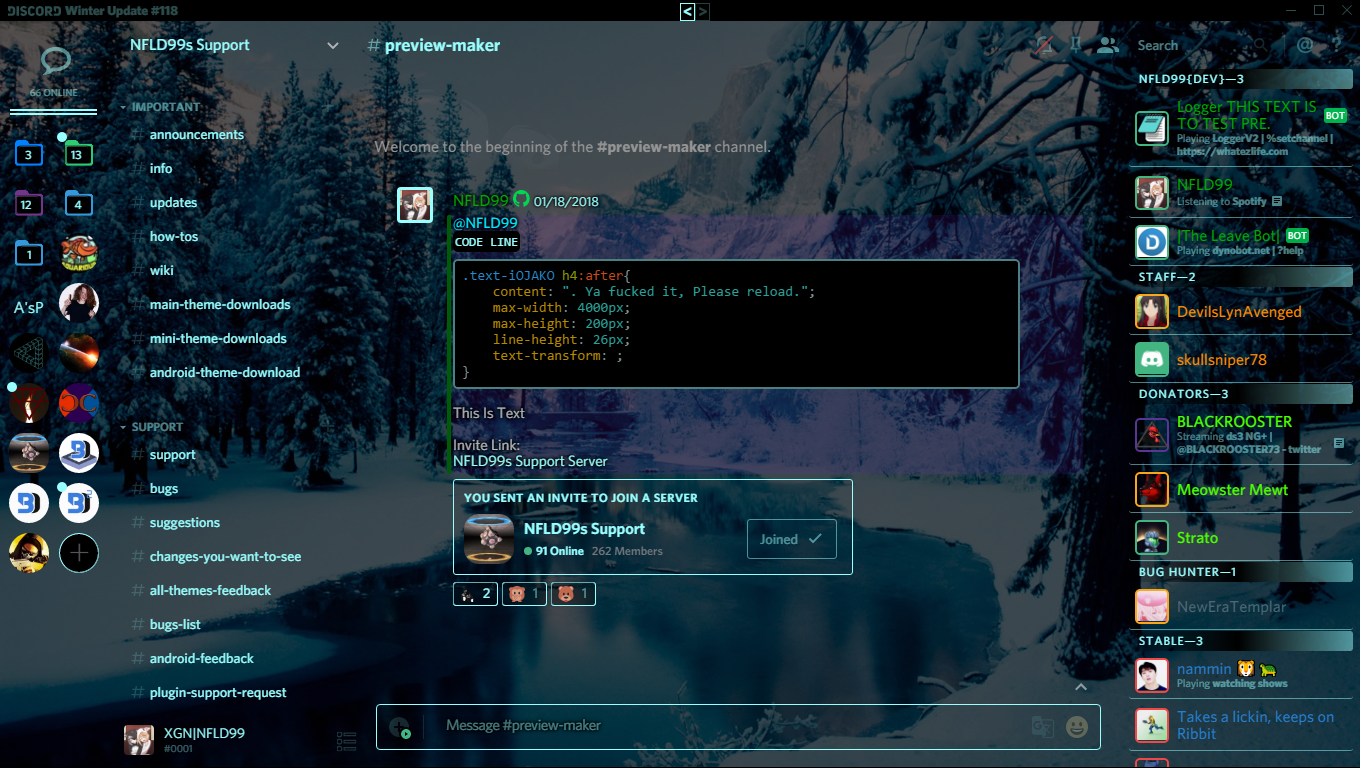 DISCORD Winter Update #118
< >
66 ONLINE
3
13
12
4
1
A'sP
NFLD99s Support
IMPORTANT
# announcements
# info
# updates
# how-tos
# wiki
# main-theme-downloads
# mini-theme-downloads
# android-theme-download
SUPPORT
# support
# bugs
# suggestions
# changes-you-want-to-see
# all-themes-feedback
# bugs-list
# android-feedback
# plugin-support-request
XGN|NFLD99
#0001
# preview-maker
Search
Welcome to the beginning of the #preview-maker channel.
NFLD99 01/18/2018
@NFLD99
CODE LINE
.text-iOJAKO h4:after{
content: ". Ya fucked it, Please reload.";
max-width: 4000px;
max-height: 200px;
line-height: 26px;
text-transform: ;
}
This Is Text
Invite Link:
NFLD99s Support Server
YOU SENT AN INVITE TO JOIN A SERVER
NFLD99s Support
91 Online 262 Members
Joined
2
1
1
Message #preview-maker
NFLD99{DEV}—3
Logger THIS TEXT IS
TO TEST PRE. BOT
Playing LoggerV2 | %setchannel |
https://whatezlife.com
NFLD99
Listening to Spotify
|The Leave Bot| BOT
Playing dynobot.net | ?help
STAFF—2
DevilsLynAvenged
skullsniper78
DONATORS—3
BLACKROOSTER
Streaming ds3 NG+ |
@BLACKROOSTER73 - twitter
Meowster Mewt
Strato
BUG HUNTER—1
NewEraTemplar
STABLE—3
nammin
Playing watching shows
Takes a lickin, keeps on
Ribbit